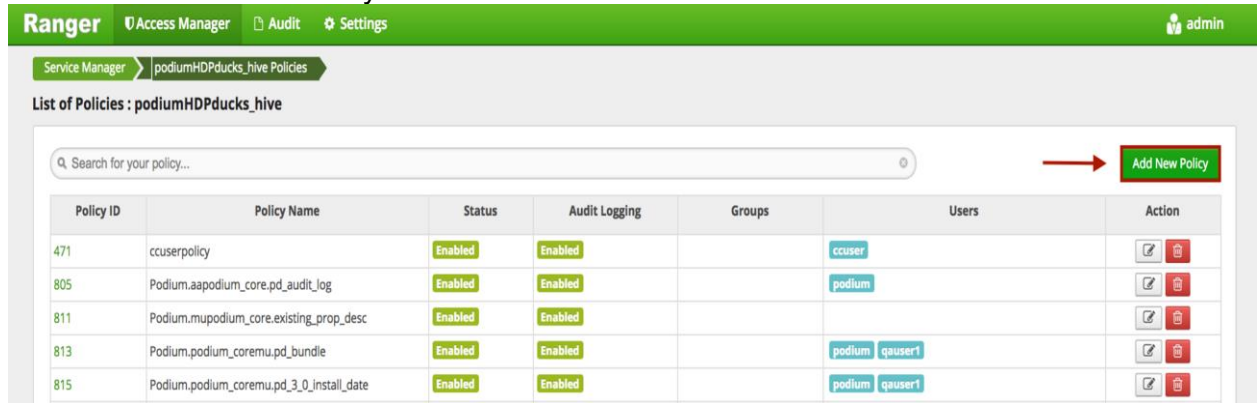 Ranger Access Manager Audit Settings admin
Service Manager podiumHDPducks_hive Policies
List of Policies : podiumHDPducks_hive
Search for your policy... Add New Policy
Policy ID Policy Name Status Audit Logging Groups Users Action
471 ccuserpolicy Enabled Enabled ccuser
805 Podium.aapodium_core.pd_audit_log Enabled Enabled podium
811 Podium.mupodium_core.existing_prop_desc Enabled Enabled
813 Podium.podium_coremu.pd_bundle Enabled Enabled podium qauser1
815 Podium.podium_coremu.pd_3_0_install_date Enabled Enabled podium qauser1